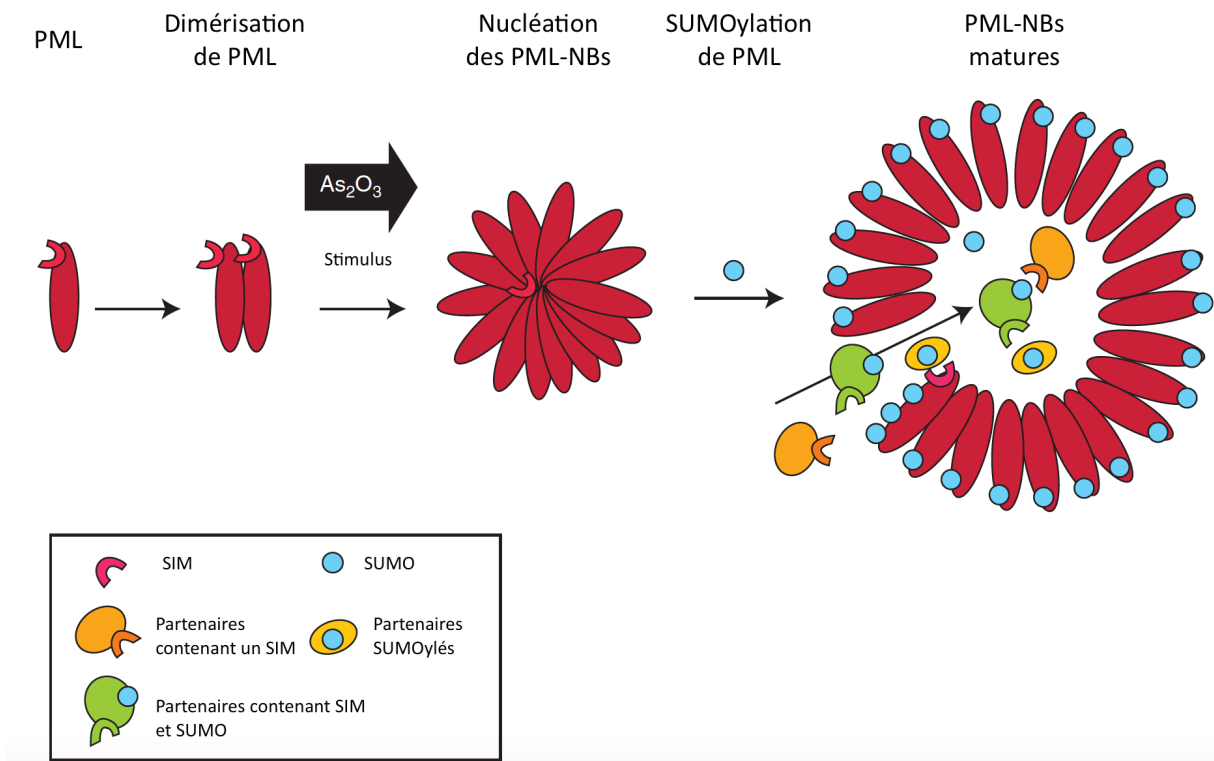 PML
Dimérisation
de PML
Nucléation
des PML-NBs
SUMOylation
de PML
PML-NBs
matures
As₂O₃
Stimulus
SIM
SUMO
Partenaires
contenant un SIM
Partenaires
SUMOylés
Partenaires contenant SIM
et SUMO